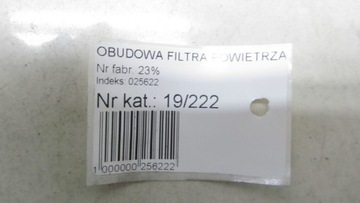 OBUDOWA FILTRA POWIETRZA
Nr fabr. 23%
Indeks: 025622
Nr kat.: 19/222
1 000000 256222